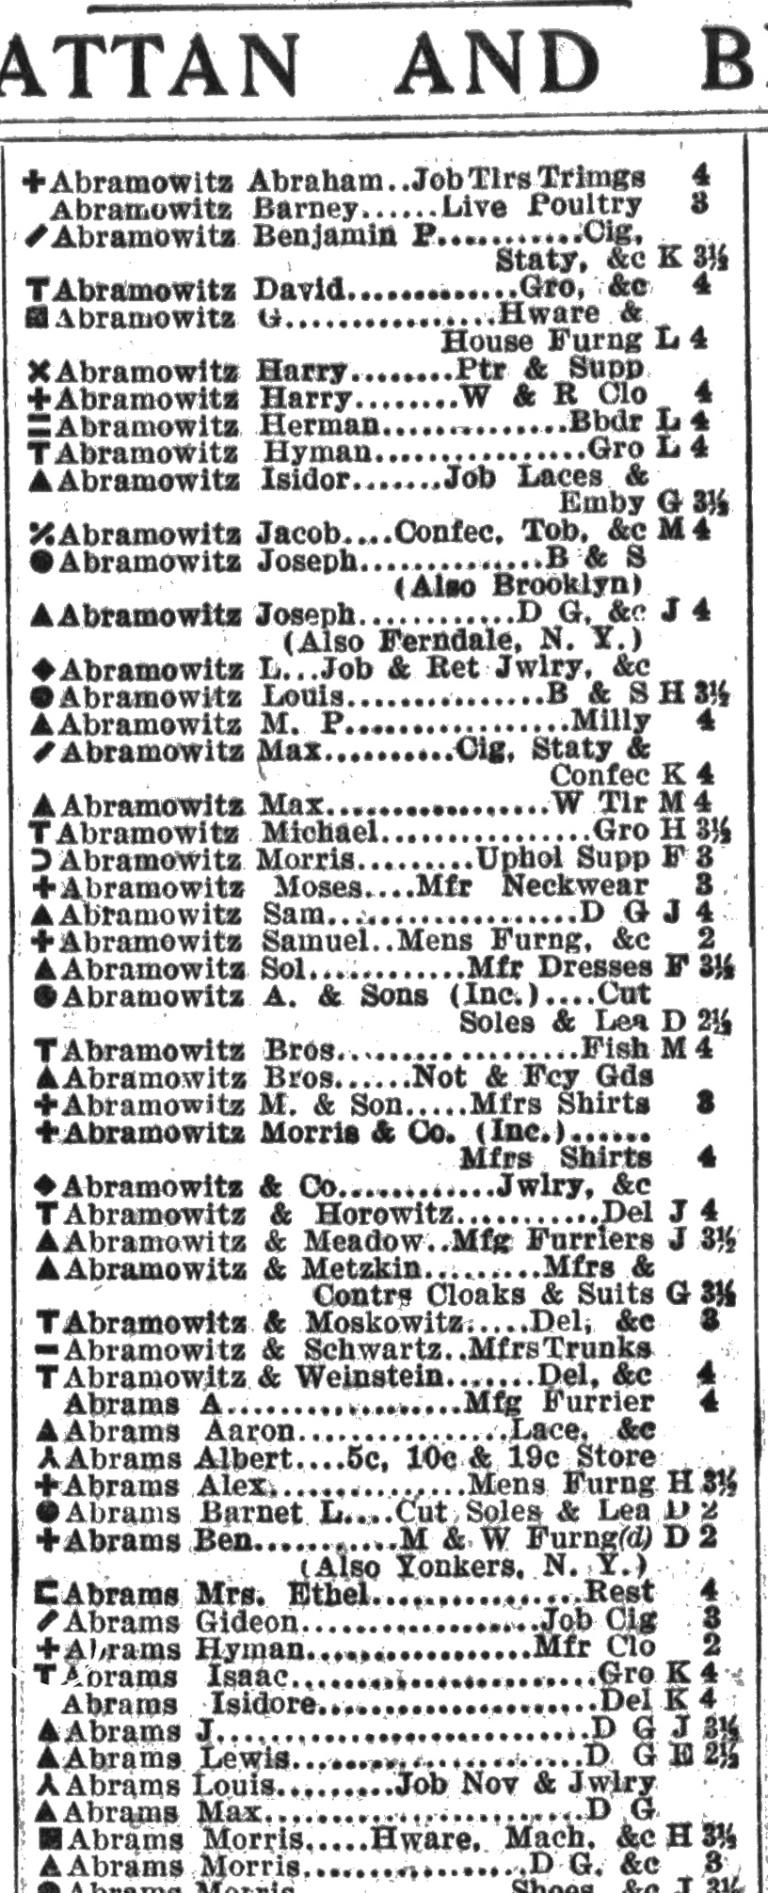 ATTAN AND B
✚Abramowitz Abraham..Job Tlrs Trimgs 4
Abramowitz Barney......Live Poultry 3
Abramowitz Benjamin P...........Cig,
Staty, &c K 3½
TAbramowitz David.............Gro, &c 4
Abramowitz G................Hware &
House Furng L 4
✖Abramowitz Harry........Ptr & Supp
✚Abramowitz Harry........W & R Clo 4
Abramowitz Herman..............Bbdr L 4
TAbramowitz Hyman................Gro L 4
▲Abramowitz Isidor.......Job Laces &
Emby G 3½
٪Abramowitz Jacob....Confec, Tob, &c M 4
●Abramowitz Joseph..............B & S
(Also Brooklyn)
▲Abramowitz Joseph............D G, &c J 4
(Also Ferndale, N. Y.)
◆Abramowitz L...Job & Ret Jwlry, &c
●Abramowitz Louis...............B & S H 3½
▲Abramowitz M. P.................Milly 4
Abramowitz Max..........Cig, Staty &
Confec K 4
▲Abramowitz Max.................W Tlr M 4
TAbramowitz Michael...............Gro H 3½
Abramowitz Morris.........Uphol Supp F 3
✚Abramowitz Moses....Mfr Neckwear 3
▲Abramowitz Sam...................D G J 4
✚Abramowitz Samuel..Mens Furng, &c 2
▲Abramowitz Sol............Mfr Dresses F 3½
●Abramowitz A. & Sons (Inc.)....Cut
Soles & Lea D 2½
TAbramowitz Bros..................Fish M 4
▲Abramowitz Bros......Not & Fcy Gds
✚Abramowitz M. & Son.....Mfrs Shirts 3
✚Abramowitz Morris & Co. (Inc.)......
Mfrs Shirts 4
◆Abramowitz & Co............Jwlry, &c
TAbramowitz & Horowitz...........Del J 4
▲Abramowitz & Meadow..Mfg Furriers J 3½
▲Abramowitz & Metzkin.........Mfrs &
Contrs Cloaks & Suits G 3½
TAbramowitz & Moskowitz.....Del, &c 3
Abramowitz & Schwartz..Mfrs Trunks
TAbramowitz & Weinstein.......Del, &c 4
Abrams A..................Mfg Furrier 4
▲Abrams Aaron................Lace, &c
Abrams Albert....5c, 10c & 19c Store
✚Abrams Alex...............Mens Furng H 3½
●Abrams Barnet L....Cut Soles & Lea D 2
✚Abrams Ben...........M & W Furng(d) D 2
(Also Yonkers, N. Y.)
Abrams Mrs. Ethel................Rest 4
Abrams Gideon..................Job Cig 3
✚Abrams Hyman.................Mfr Clo 2
TAbrams Isaac.......................Gro K 4
Abrams Isidore.....................Del K 4
▲Abrams J............................D G J 3½
▲Abrams Lewis......................D G E 2½
Abrams Louis.........Job Nov & Jwlry
▲Abrams Max........................D G
Abrams Morris.....Hware, Mach, &c H 3½
▲Abrams Morris.................D G, &c 3
●Abrams Morris Shoes, &c J 3½